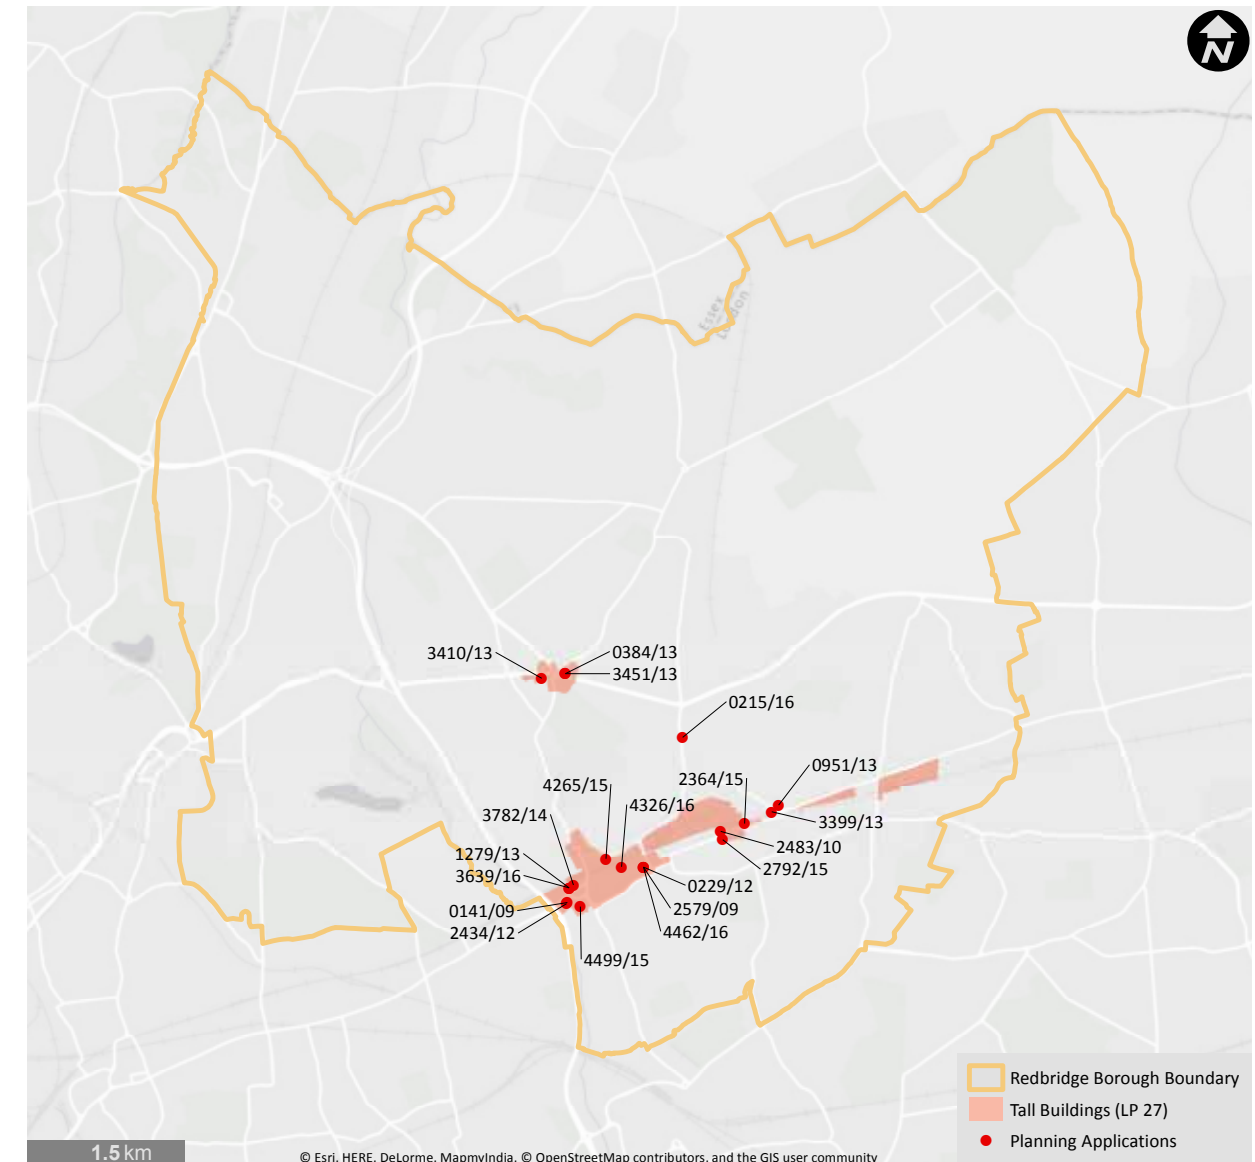 N
Essex
London
3410/13
0384/13
3451/13
0215/16
0951/13
2364/15
4265/15
4326/16
3782/14
3399/13
2483/10
1279/13
2792/15
3639/16
0229/12
0141/09
2579/09
2434/12
4462/16
4499/15
Redbridge Borough Boundary
Tall Buildings (LP 27)
Planning Applications
1.5 km
© Esri, HERE, DeLorme, MapmyIndia, © OpenStreetMap contributors, and the GIS user community